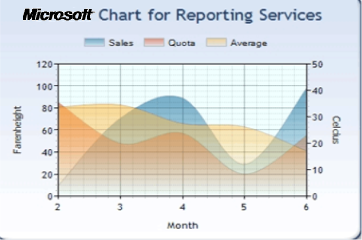 Microsoft Chart for Reporting Services
Sales Quota Average
120 50
100 40
80 30
60 20
40 10
20 0
0
Farenheight
Celcius
2 3 4 5 6
Month